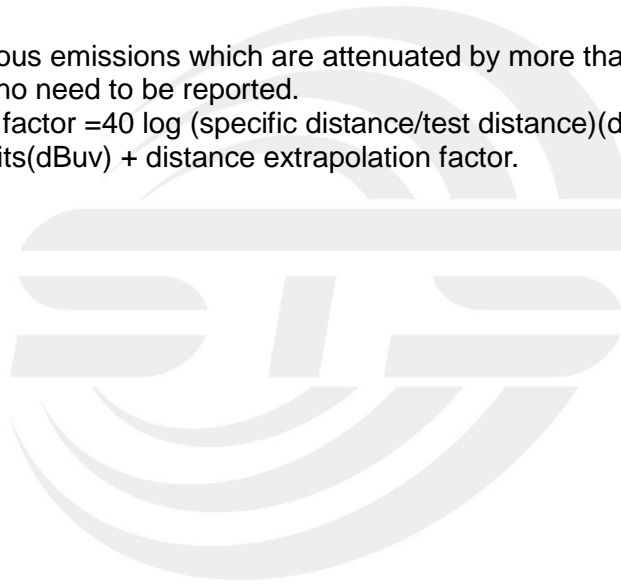 ous emissions which are attenuated by more tha
no need to be reported.
factor =40 log (specific distance/test distance)(d
its(dBuv) + distance extrapolation factor.
STS